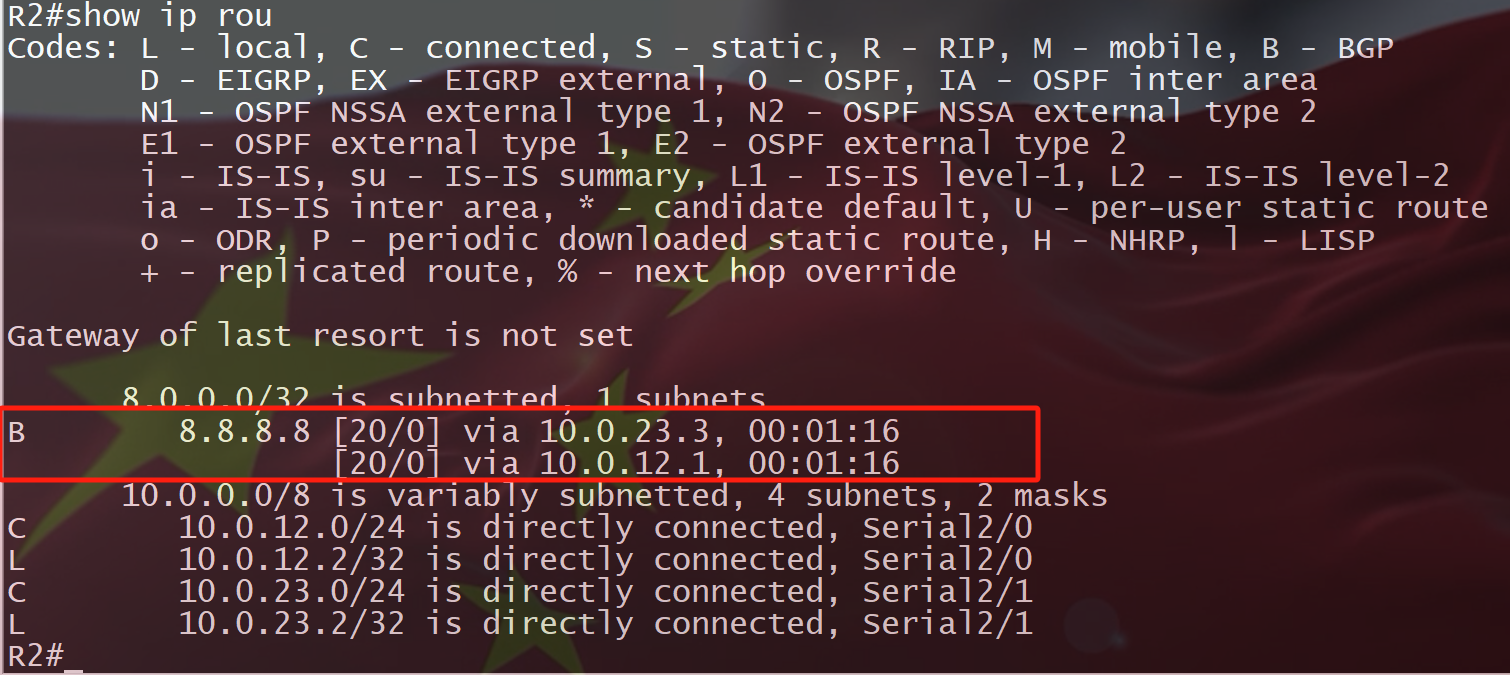 R2#show ip rou
Codes: L - local, C - connected, S - static, R - RIP, M - mobile, B - BGP
       D - EIGRP, EX - EIGRP external, O - OSPF, IA - OSPF inter area
       N1 - OSPF NSSA external type 1, N2 - OSPF NSSA external type 2
       E1 - OSPF external type 1, E2 - OSPF external type 2
       i - IS-IS, su - IS-IS summary, L1 - IS-IS level-1, L2 - IS-IS level-2
       ia - IS-IS inter area, * - candidate default, U - per-user static route
       o - ODR, P - periodic downloaded static route, H - NHRP, l - LISP
       + - replicated route, % - next hop override
Gateway of last resort is not set
      8.0.0.0/32 is subnetted, 1 subnets
B        8.8.8.8 [20/0] via 10.0.23.3, 00:01:16
                 [20/0] via 10.0.12.1, 00:01:16
      10.0.0.0/8 is variably subnetted, 4 subnets, 2 masks
C        10.0.12.0/24 is directly connected, Serial2/0
L        10.0.12.2/32 is directly connected, Serial2/0
C        10.0.23.0/24 is directly connected, Serial2/1
L        10.0.23.2/32 is directly connected, Serial2/1
R2#_